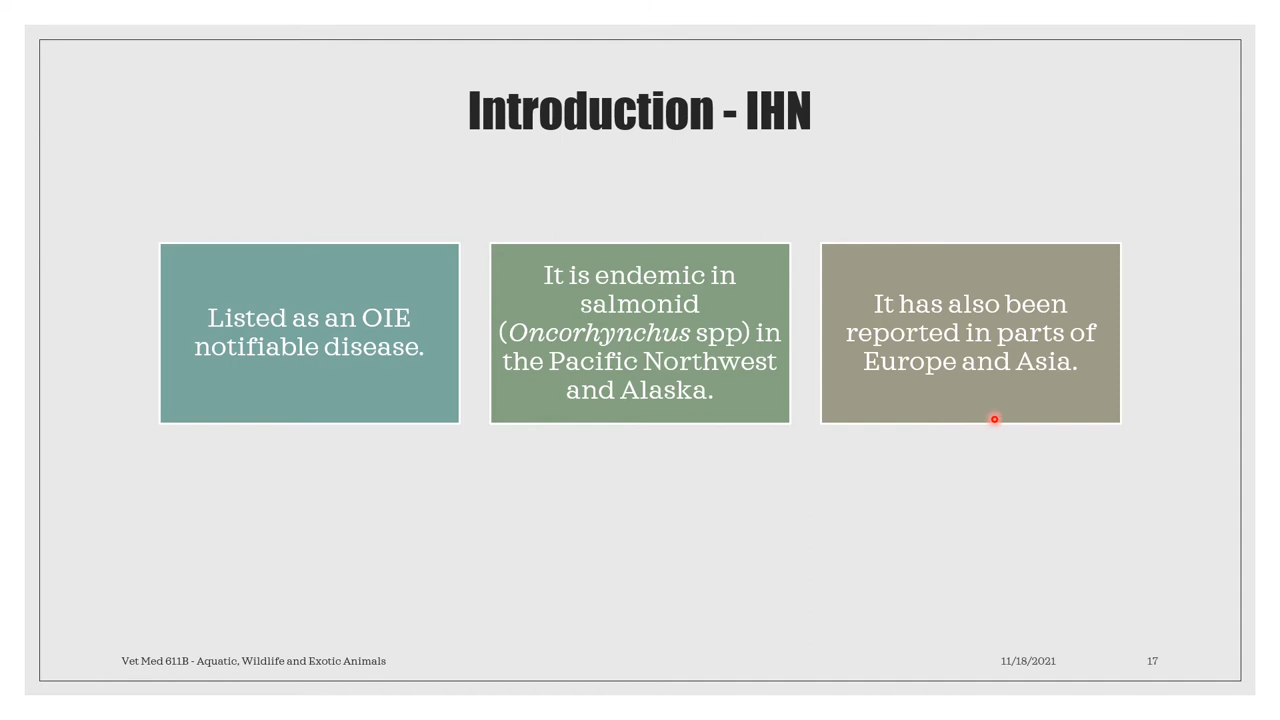 Introduction - IHN
Listed as an OIE
notifiable disease.
It is endemic in
salmonid
(Oncorhynchus spp) in
the Pacific Northwest
and Alaska.
It has also been
reported in parts of
Europe and Asia.
Vet Med 611B - Aquatic, Wildlife and Exotic Animals
11/18/2021
17